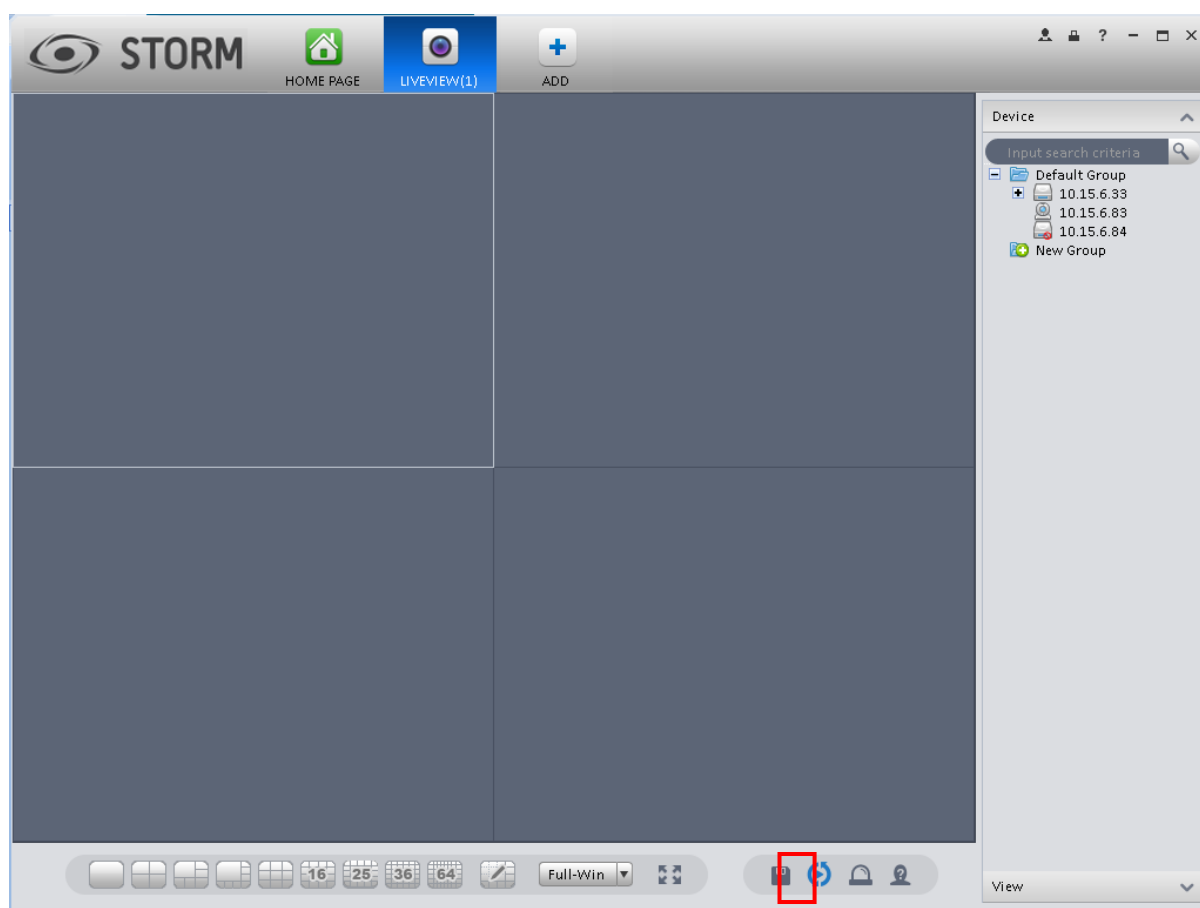 STORM
HOME PAGE
LIVEVIEW(1)
ADD
?
Device
Input search criteria
Default Group
10.15.6.33
10.15.6.83
10.15.6.84
New Group
16
25
36
64
Full-Win
View